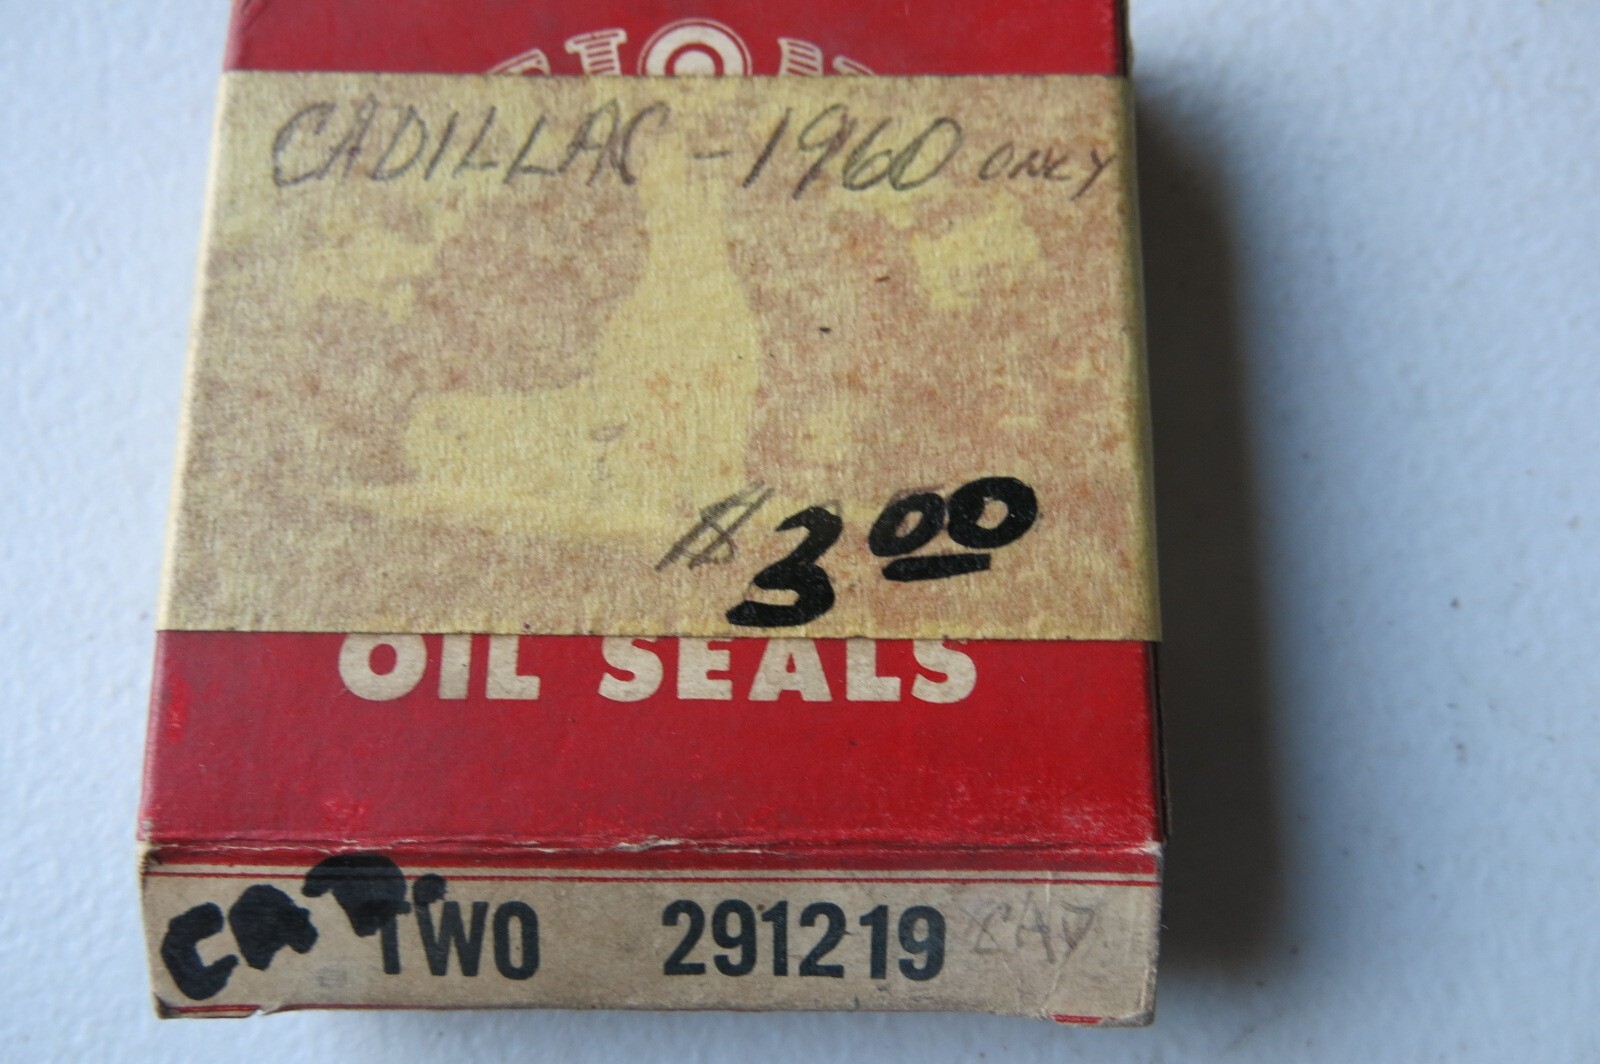 CADILLAC - 1960 ONLY
$3.00
OIL SEALS
CAD. TWO 291219 CAD